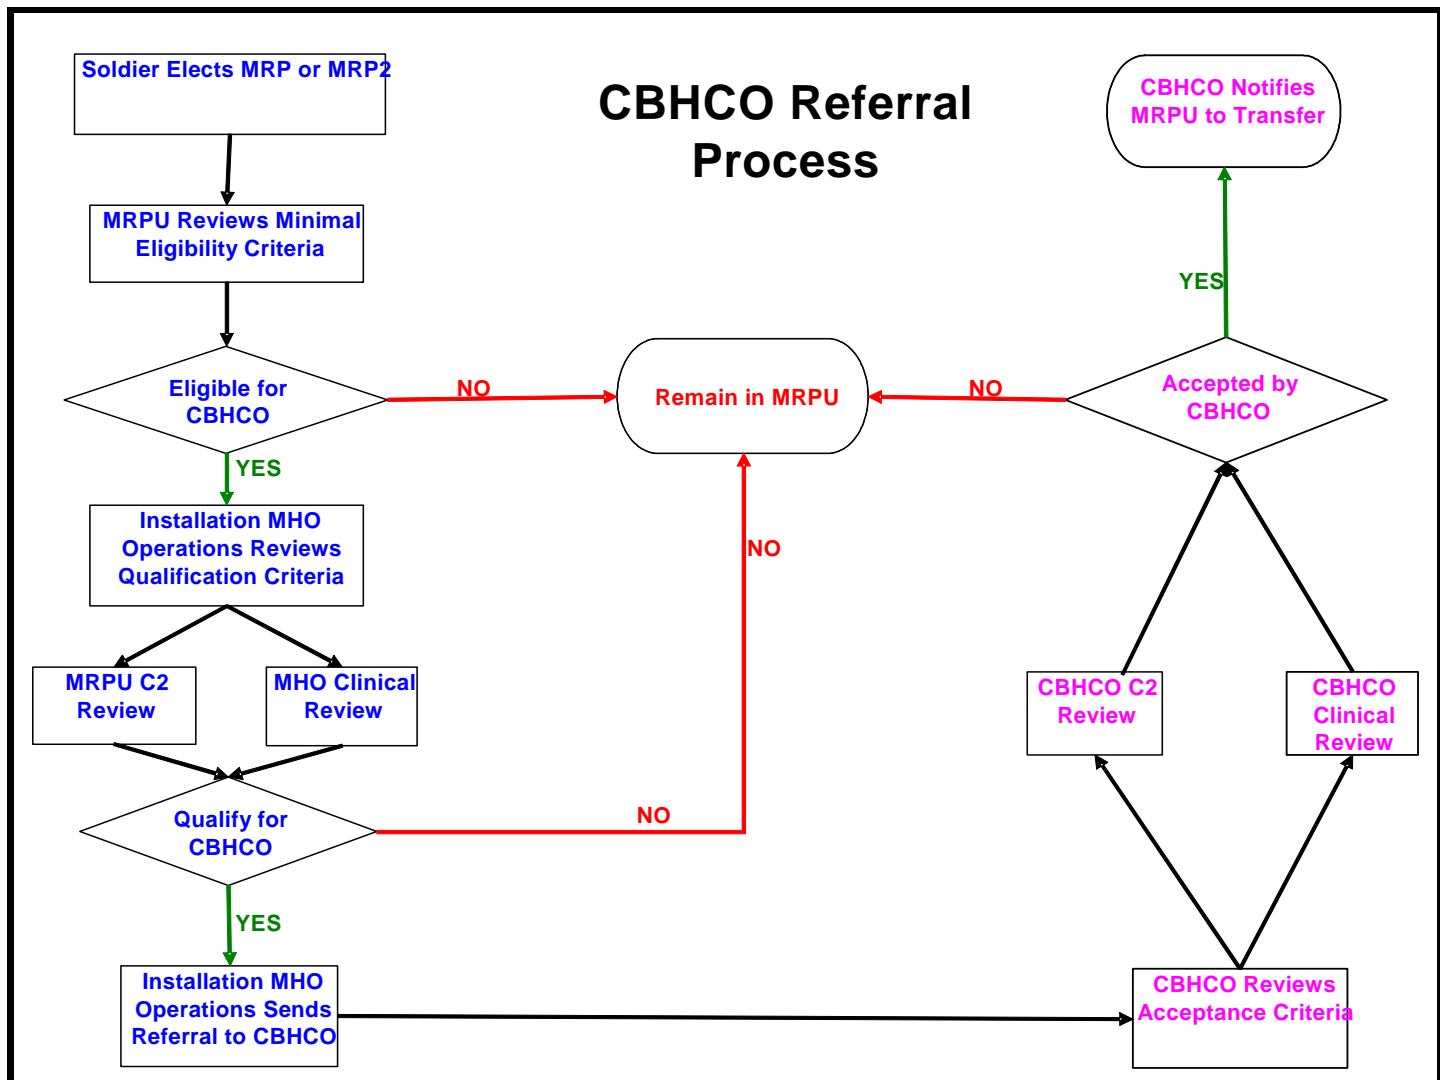 CBHCO Referral
Process
Soldier Elects MRP or MRP2
MRPU Reviews Minimal
Eligibility Criteria
Eligible for
CBHCO
NO
YES
Installation MHO
Operations Reviews
Qualification Criteria
MRPU C2
Review
MHO Clinical
Review
Qualify for
CBHCO
NO
NO
YES
Installation MHO
Operations Sends
Referral to CBHCO
Remain in MRPU
CBHCO Reviews
Acceptance Criteria
CBHCO C2
Review
CBHCO
Clinical
Review
Accepted by
CBHCO
NO
YES
CBHCO Notifies
MRPU to Transfer